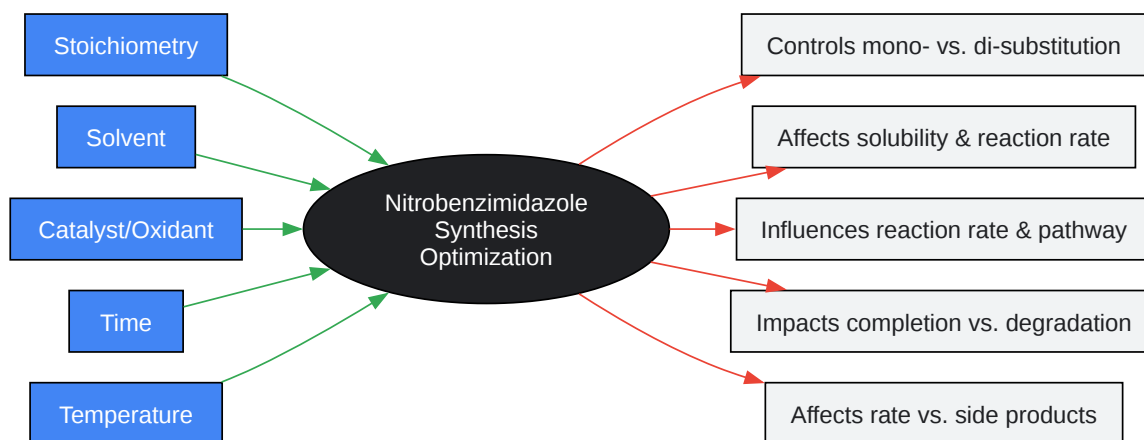 Stoichiometry
Controls mono- vs. di-substitution
Solvent
Affects solubility & reaction rate
Catalyst/Oxidant
Nitrobenzimidazole
Synthesis
Optimization
Influences reaction rate & pathway
Time
Impacts completion vs. degradation
Temperature
Affects rate vs. side products